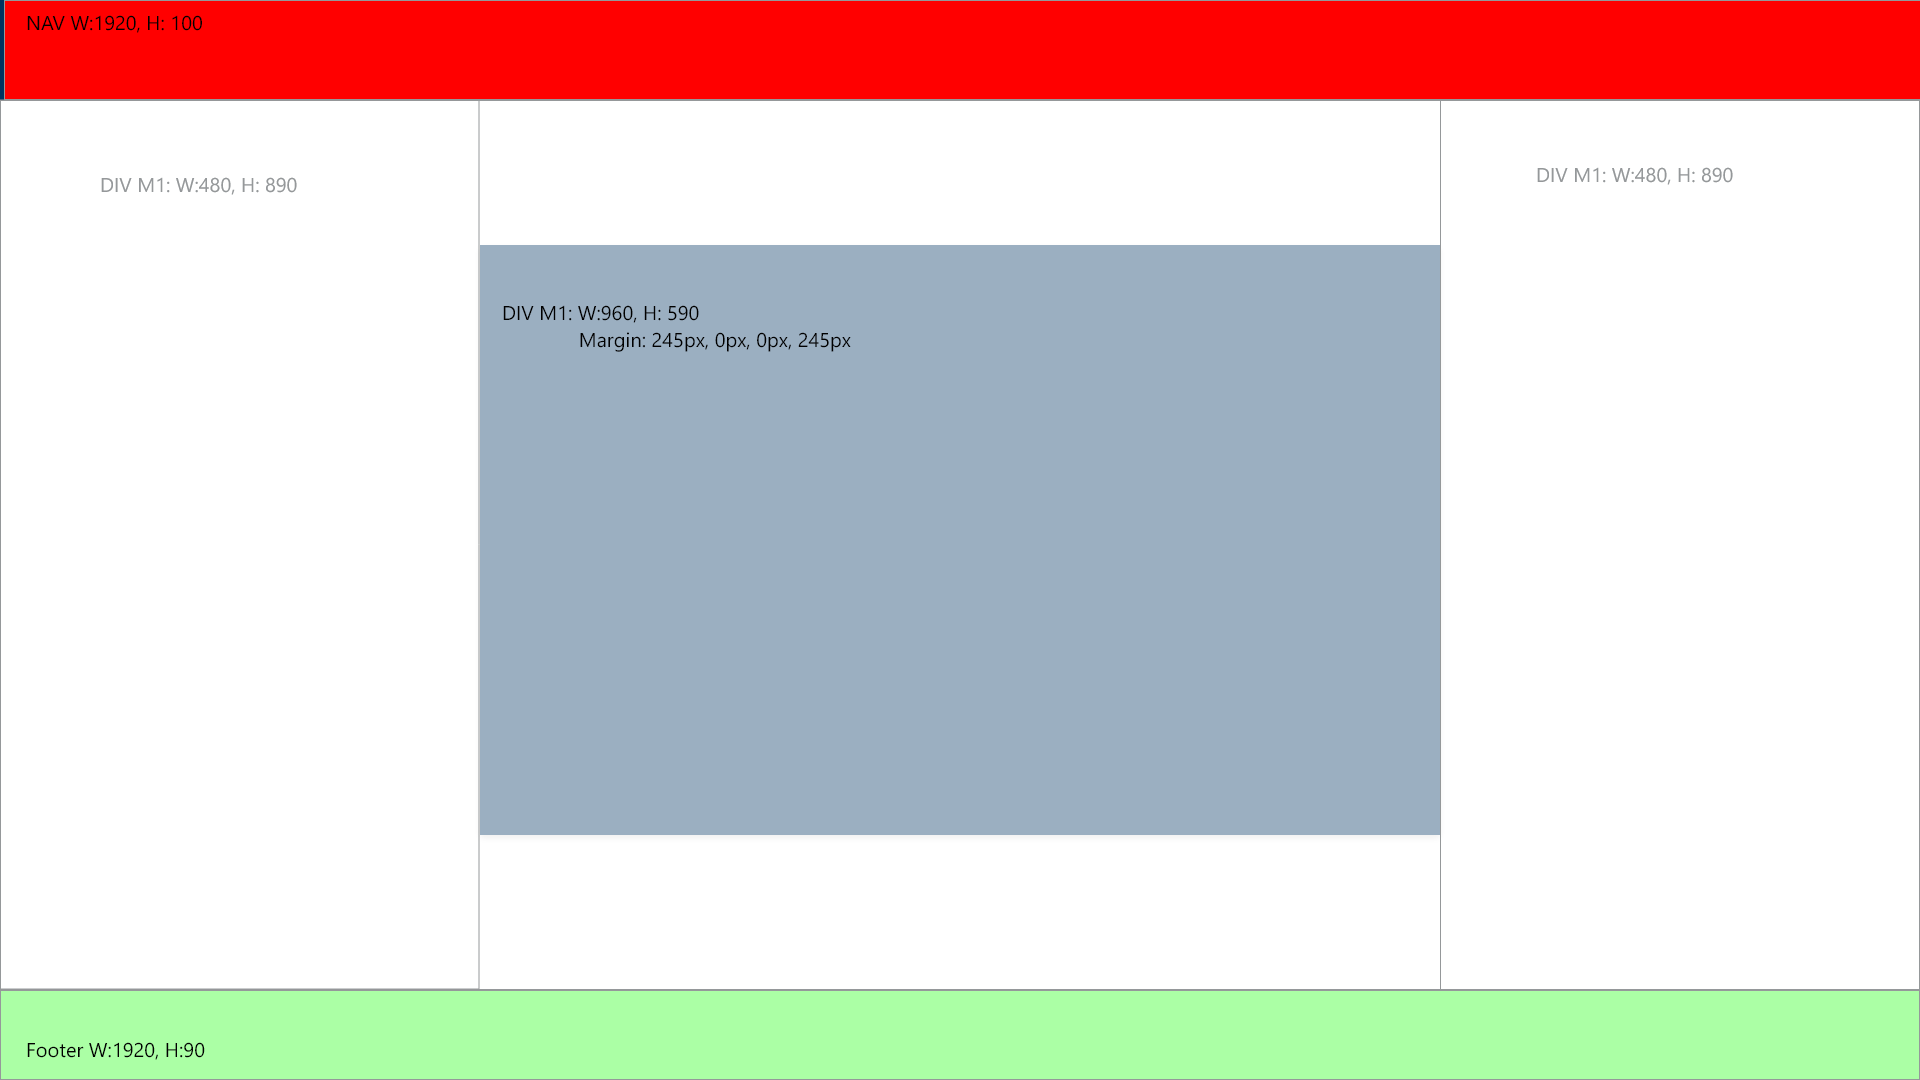 NAV W:1920, H: 100
DIV M1: W:480, H: 890
DIV M1: W:480, H: 890
DIV M1: W:960, H: 590
Margin: 245px, 0px, 0px, 245px
Footer W:1920, H:90